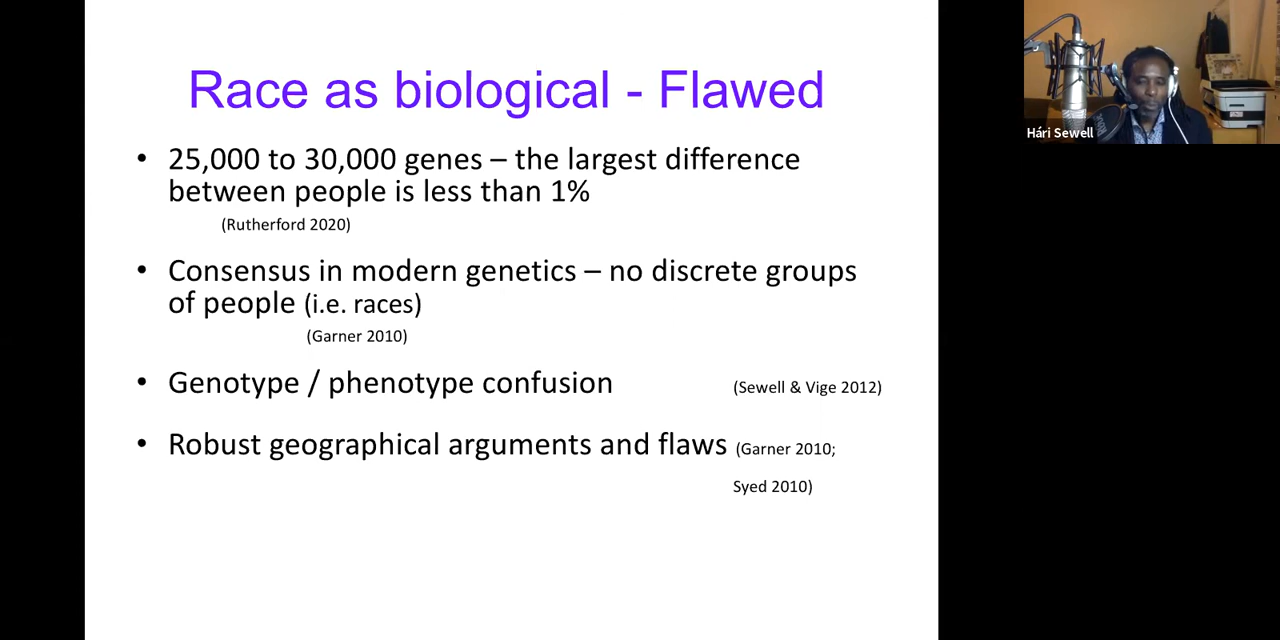 Race as biological - Flawed
• 25,000 to 30,000 genes – the largest difference
between people is less than 1%
(Rutherford 2020)
• Consensus in modern genetics – no discrete groups
of people (i.e. races)
(Garner 2010)
• Genotype / phenotype confusion (Sewell & Vige 2012)
• Robust geographical arguments and flaws (Garner 2010;
Syed 2010)
Hári Sewell